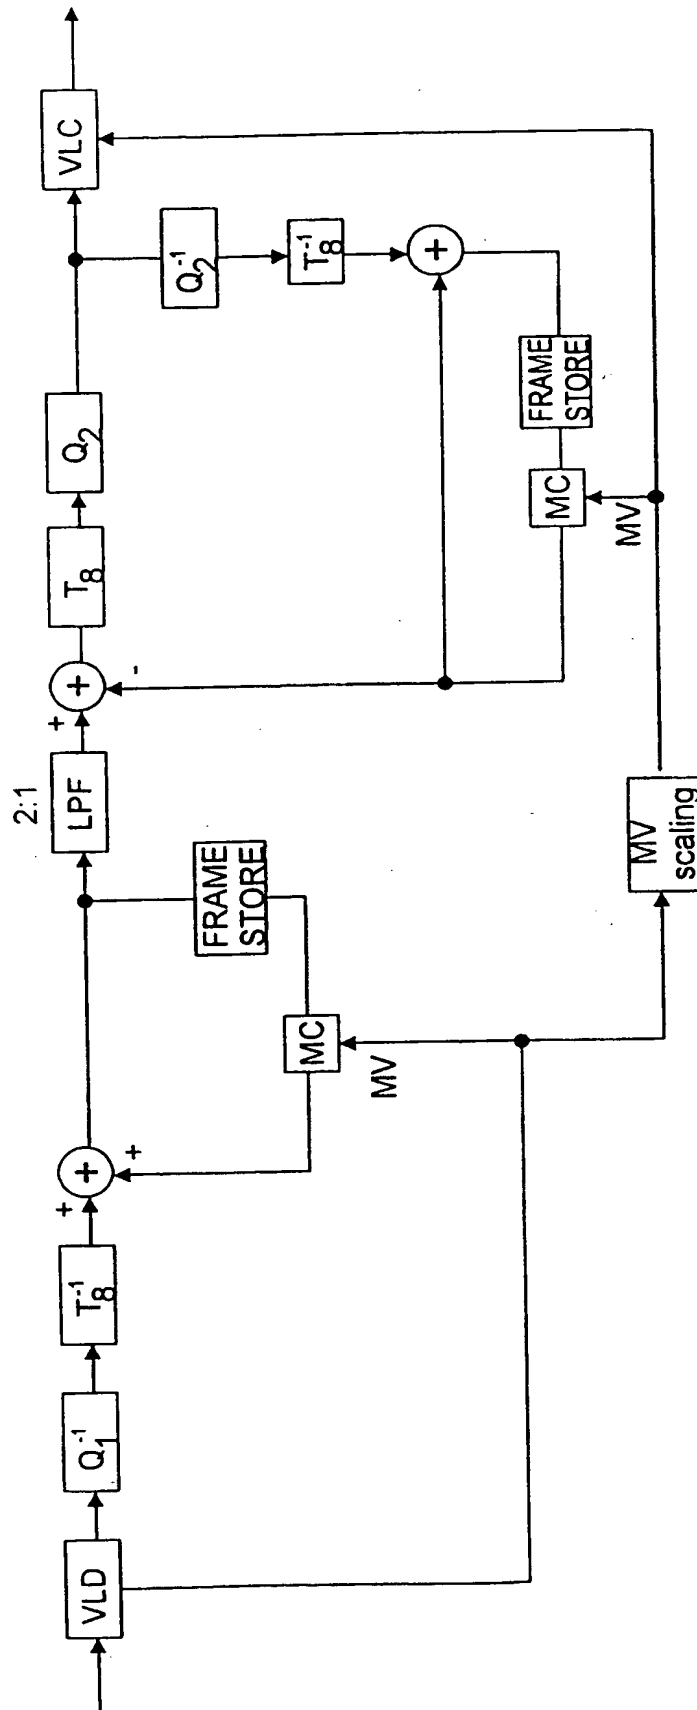 VLD
Q₁⁻¹
T₈⁻¹
+
+
+
MC
MV
FRAME
STORE
2:1
LPF
+
+
-
T₈
Q₂
VLC
Q₂⁻¹
T₈⁻¹
+
FRAME
STORE
MC
MV
MV
scaling